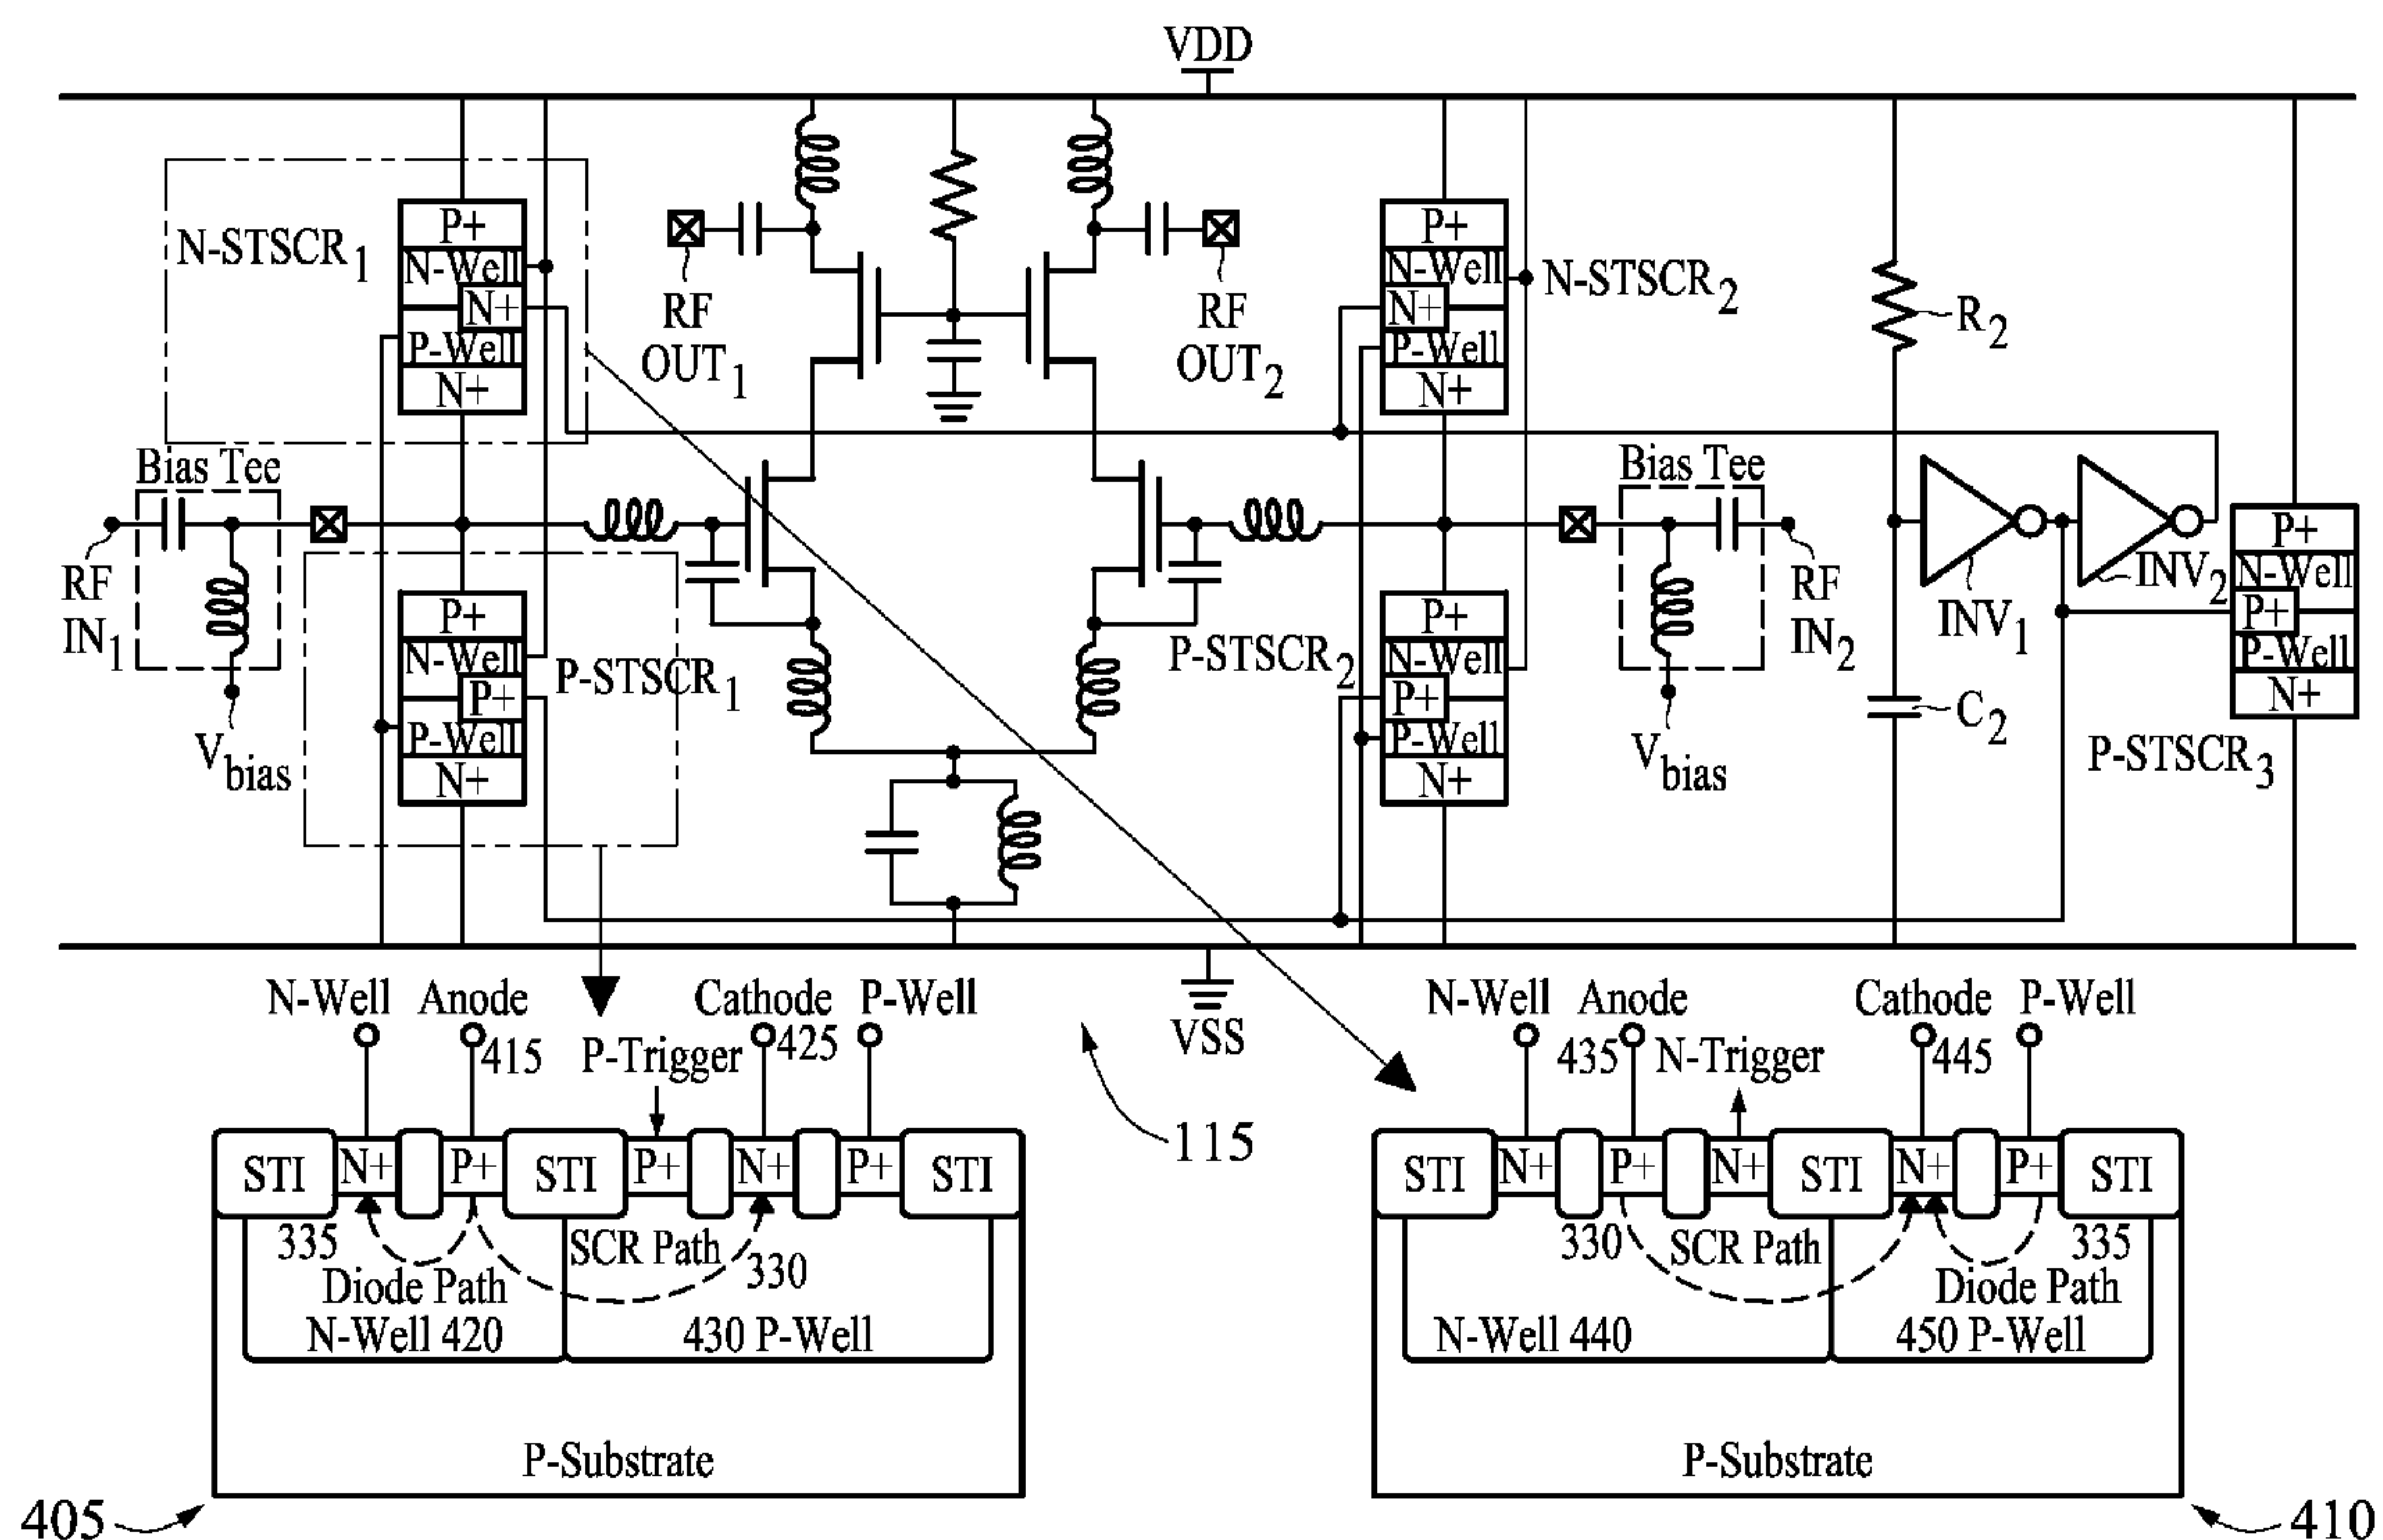 VDD
N-STSCR1
P+
N-Well
N+
P-Well
N+
RF
OUT1
RF
OUT2
P+
N-Well
N+
P-Well
N+
N-STSCR2
R2
Bias Tee
RF
IN1
Vbias
P+
N-Well
P+
P-Well
N+
P-STSCR1
P-STSCR2
P+
N-Well
P+
P-Well
N+
Bias Tee
RF
IN2
Vbias
INV1
INV2
C2
P+
N-Well
P+
P-Well
N+
P-STSCR3
VSS
115
N-Well
Anode
415
P-Trigger
Cathode
425
P-Well
STI
N+
P+
STI
P+
N+
P+
STI
335
Diode Path
SCR Path
330
N-Well 420
430 P-Well
P-Substrate
405
N-Well
Anode
435
N-Trigger
Cathode
445
P-Well
STI
N+
P+
N+
STI
N+
P+
STI
330
SCR Path
335
Diode Path
N-Well 440
450 P-Well
P-Substrate
410